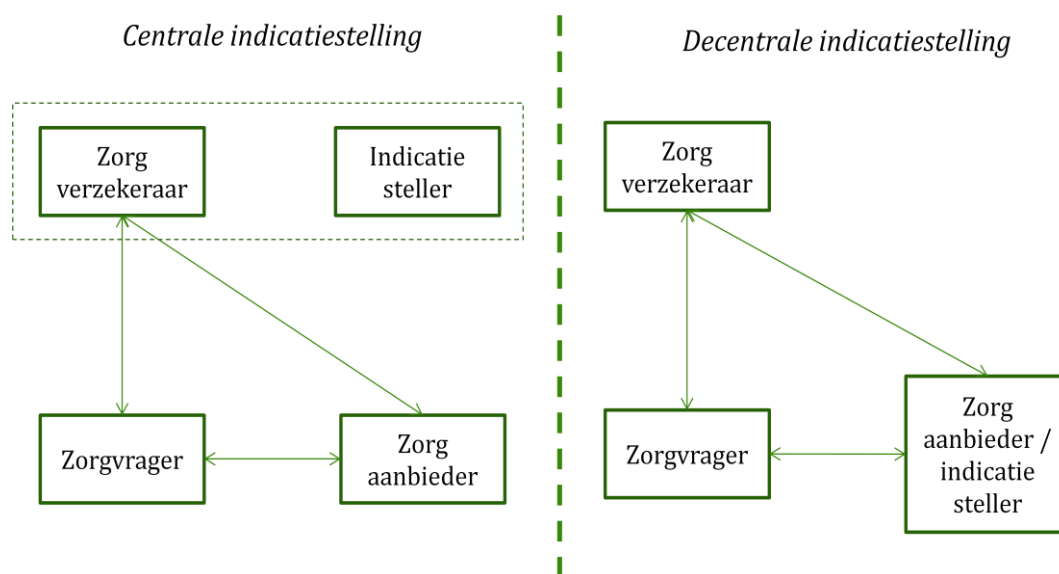 Centrale indicatiestelling
Zorg
verzekeraar
Indicatie
steller
Zorgvrager
Zorg
aanbieder
Decentrale indicatiestelling
Zorg
verzekeraar
Zorgvrager
Zorg
aanbieder /
indicatie
steller